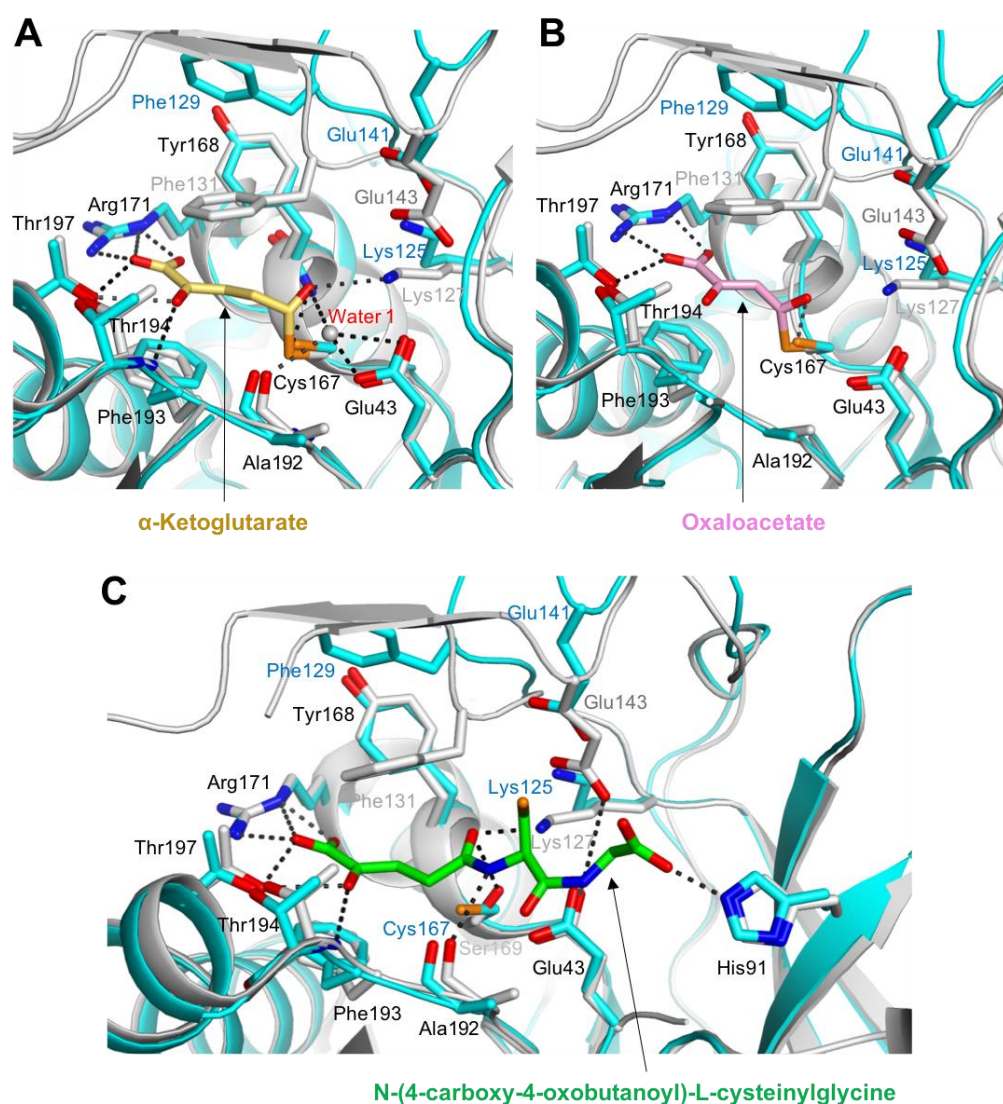 A
Phe129
Tyr168
Glu141
Phe131
Arg171
Thr197
Glu143
Lys125
Lys127
Water 1
Thr194
Cys167
Phe193
Glu43
Ala192
α-Ketoglutarate
B
Phe129
Tyr168
Glu141
Phe131
Arg171
Thr197
Glu143
Lys125
Lys127
Thr194
Cys167
Phe193
Glu43
Ala192
Oxaloacetate
C
Glu141
Phe129
Glu143
Tyr168
Arg171
Lys125
Phe131
Lys127
Thr197
Thr194
Cys167
Ser169
Glu43
His91
Phe193
Ala192
N-(4-carboxy-4-oxobutanoyl)-L-cysteinylglycine